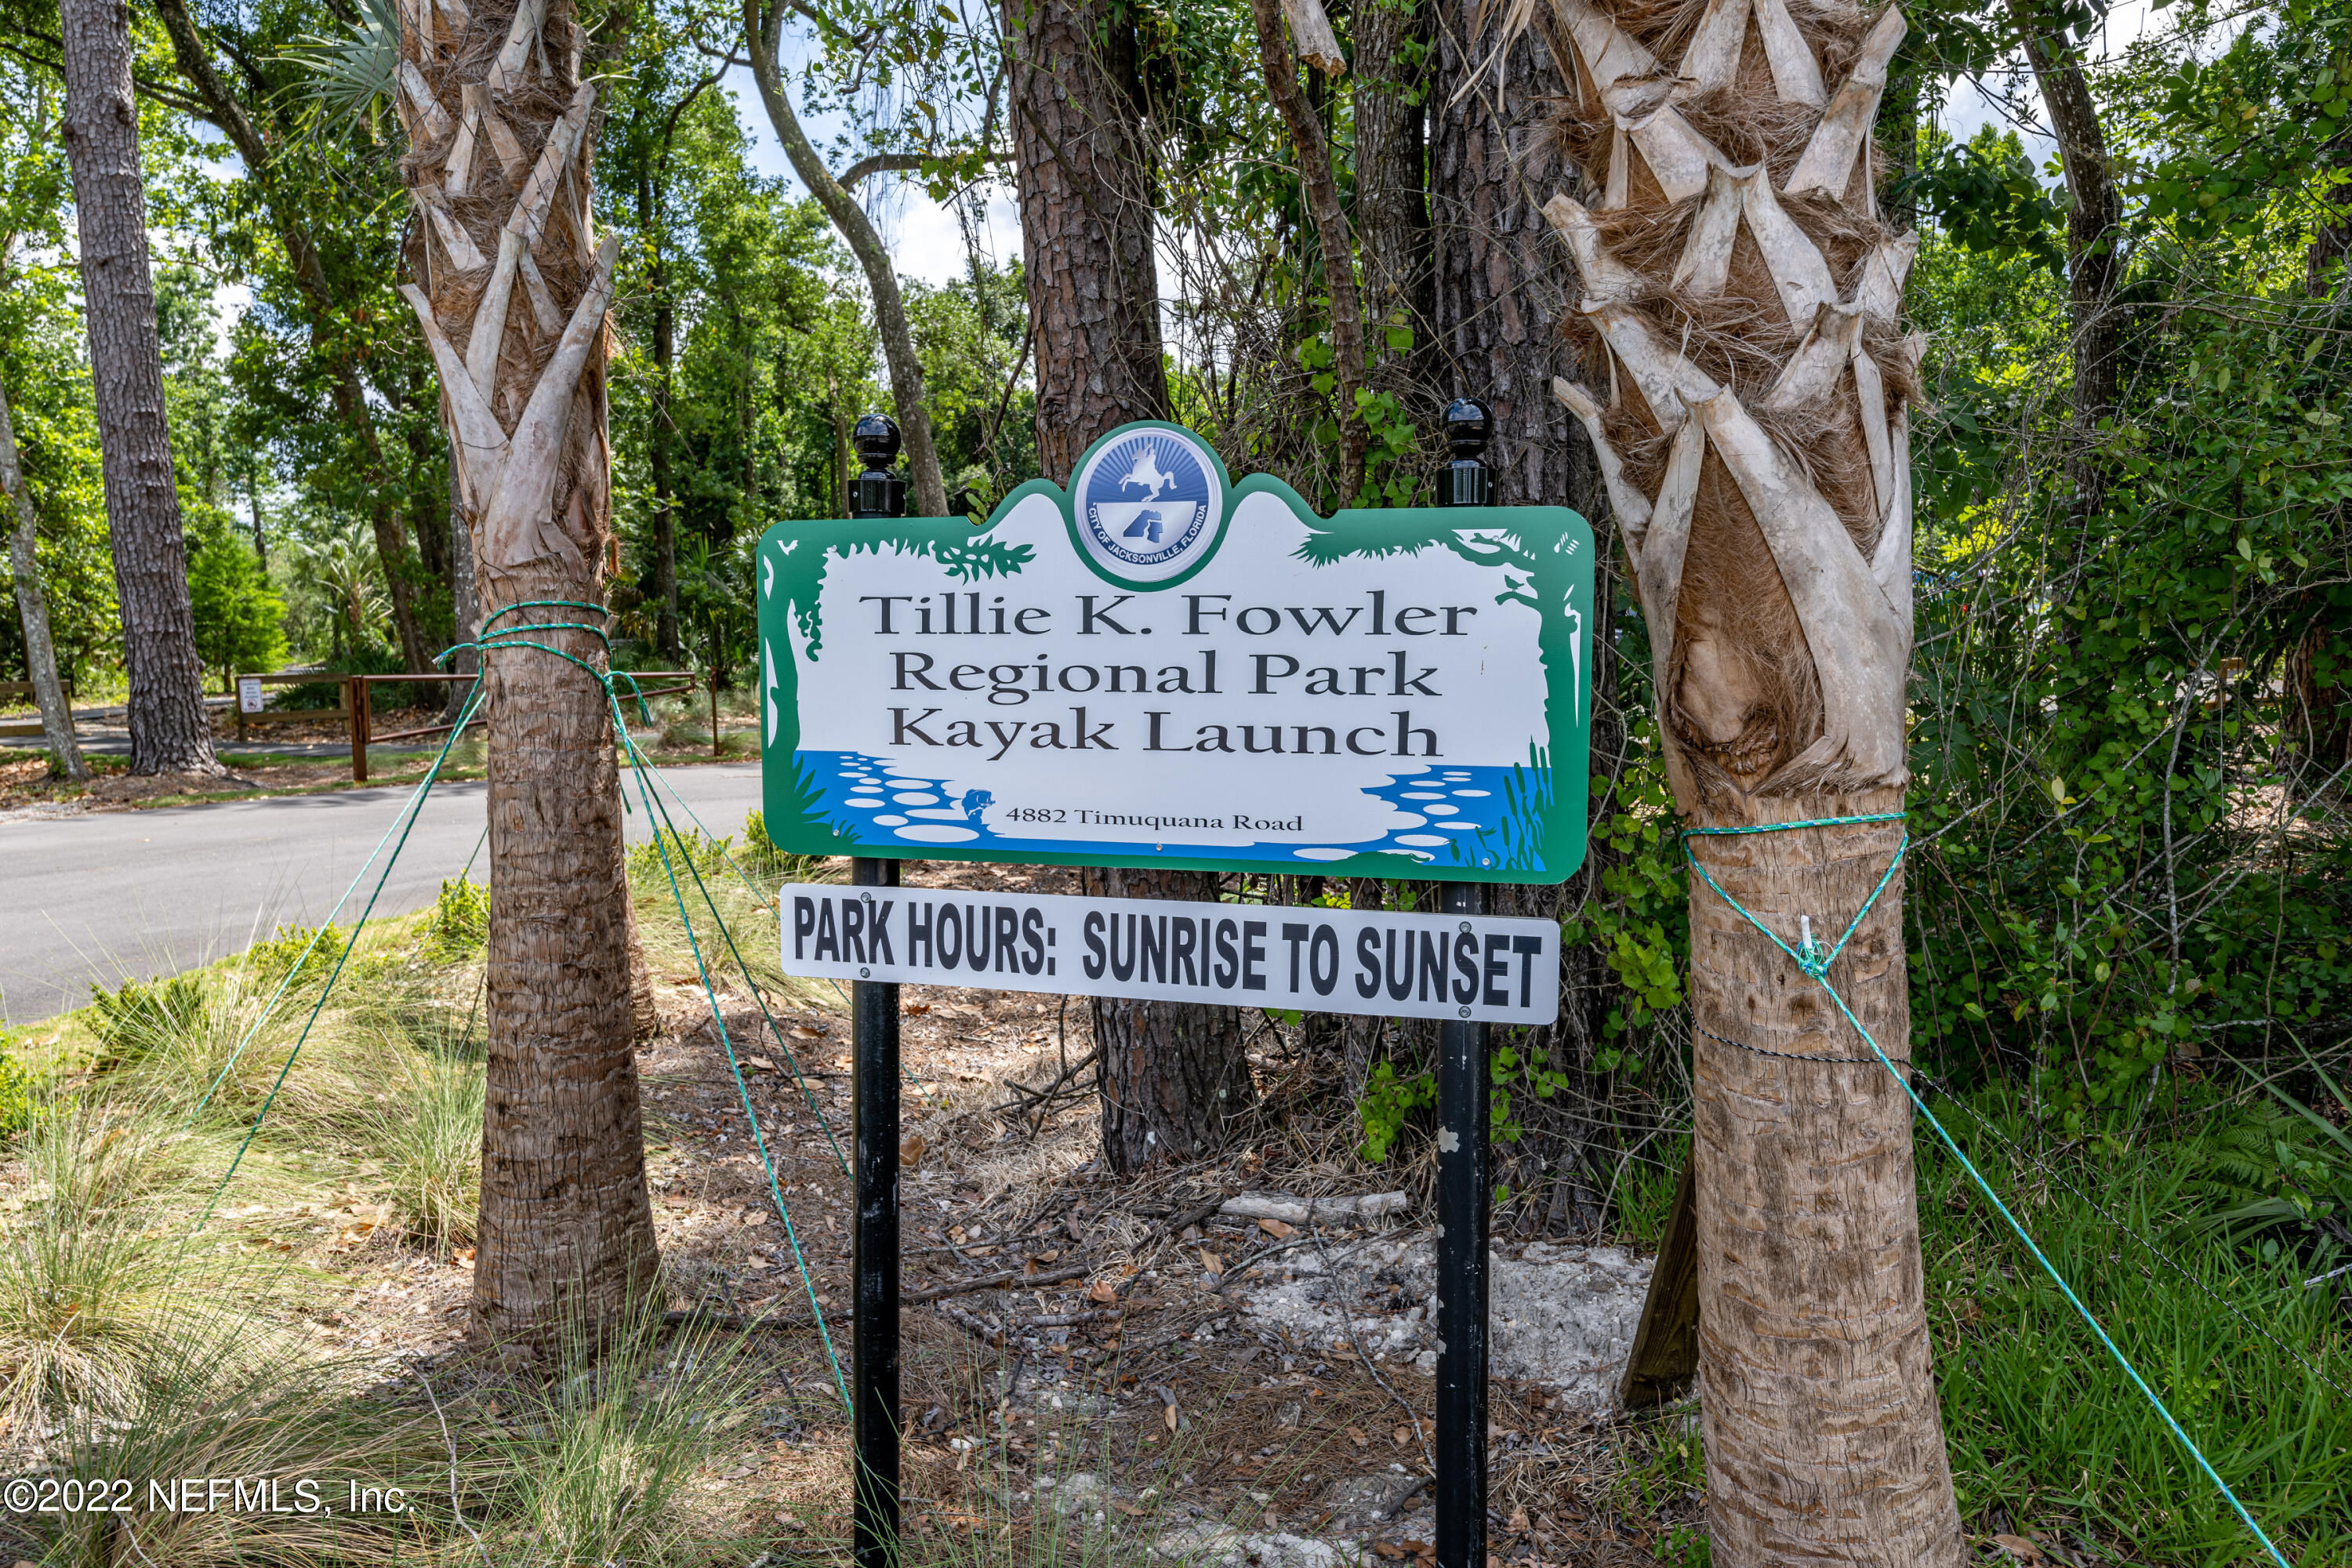 CITY OF JACKSONVILLE, FLORIDA
Tillie K. Fowler
Regional Park
Kayak Launch
4882 Timuquana Road
PARK HOURS: SUNRISE TO SUNSET
©2022 NEFMLS, Inc.